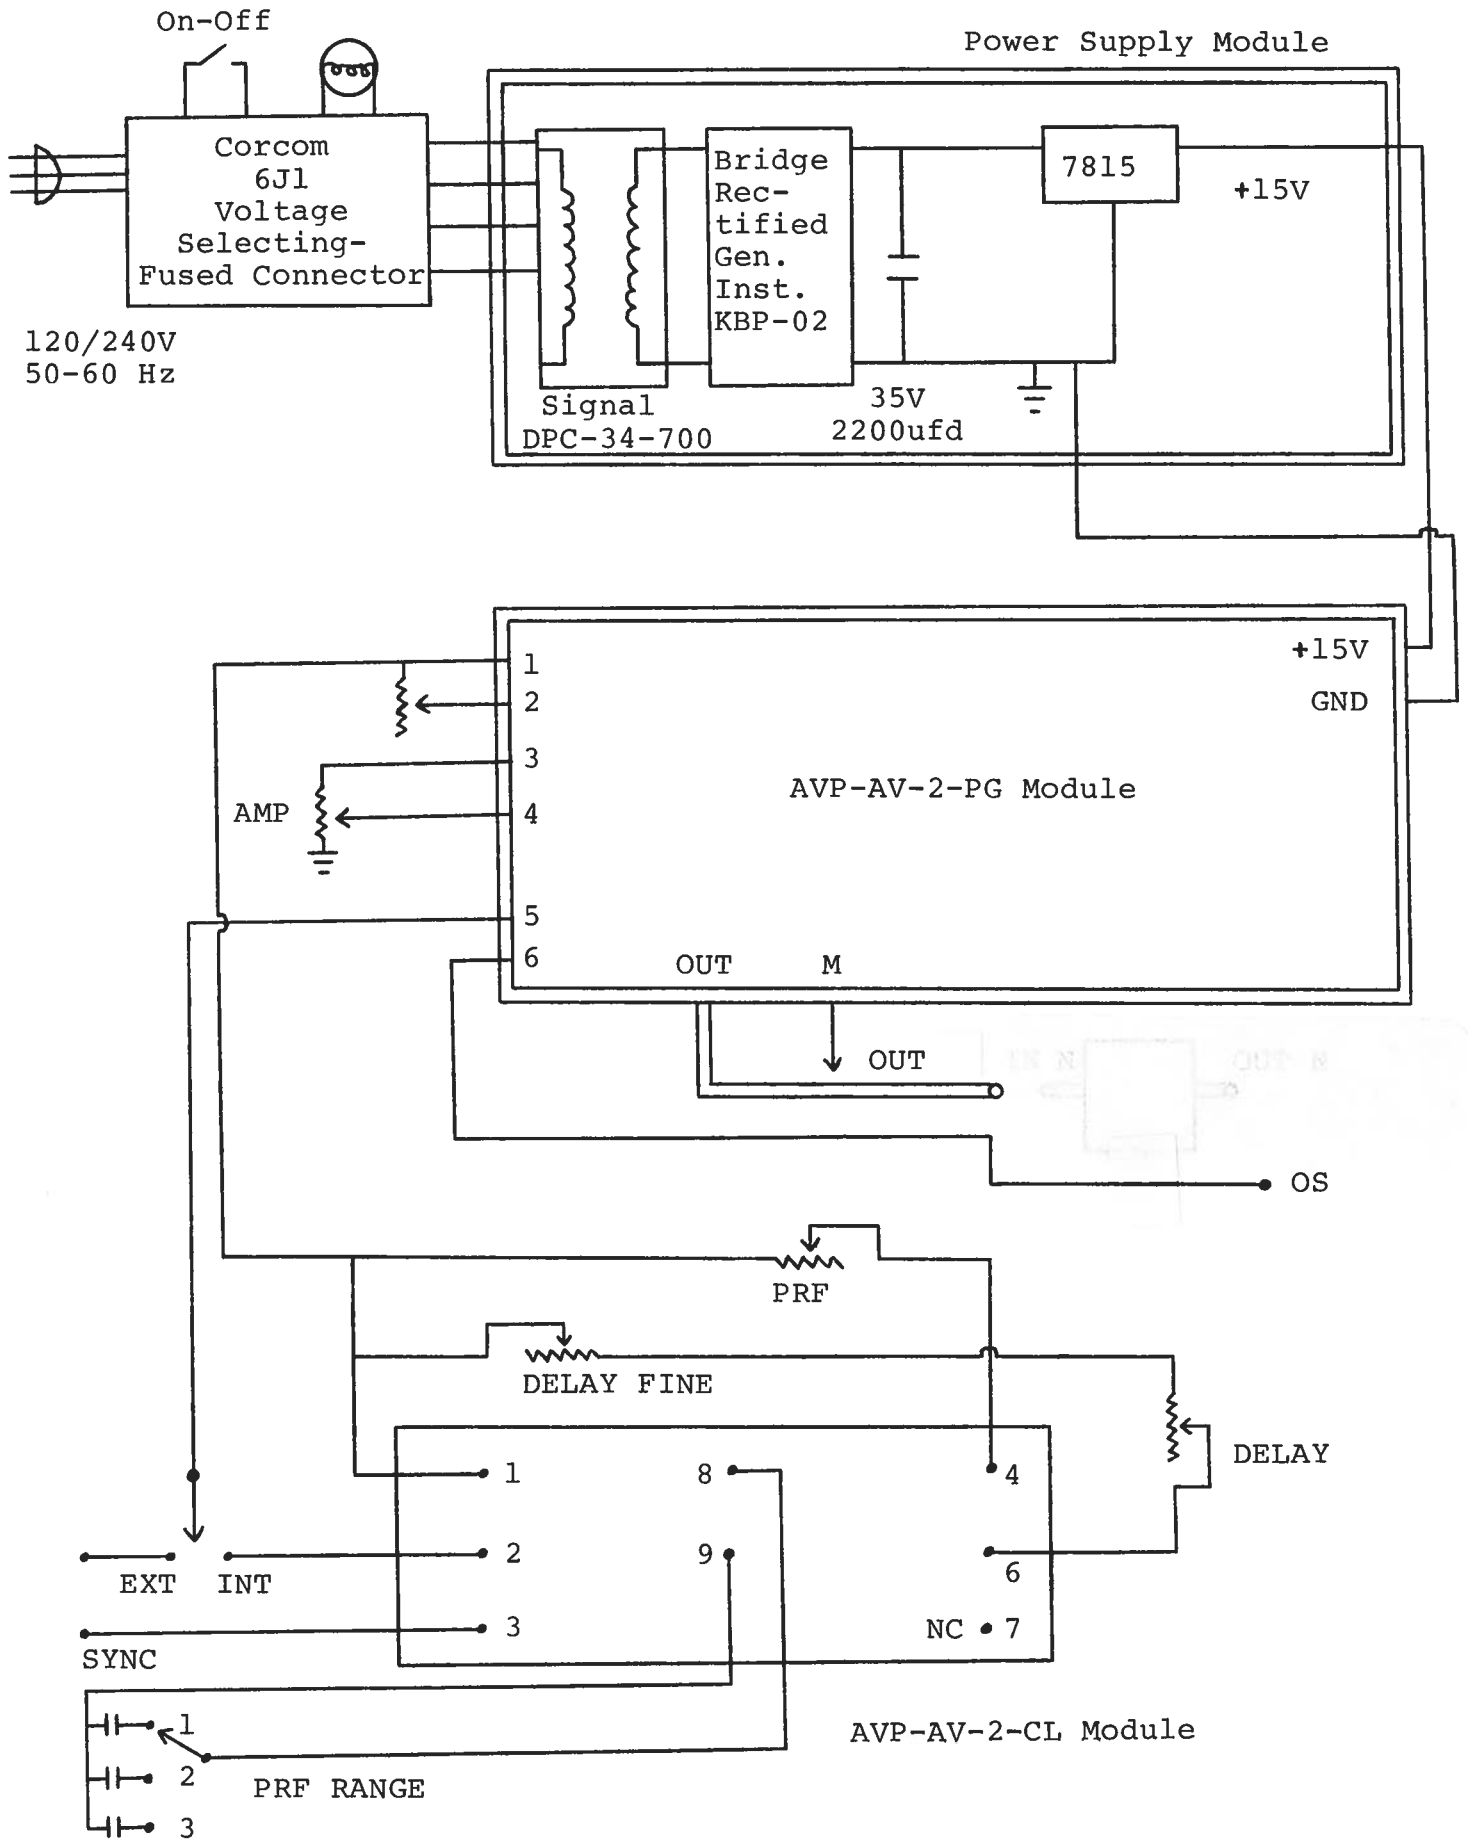 On-Off
Power Supply Module
Corcom
6J1
Voltage
Selecting-
Fused Connector
120/240V
50-60 Hz
Signal
DPC-34-700
Bridge
Rec-
tified
Gen.
Inst.
KBP-02
35V
2200ufd
7815
+15V
1
2
3
4
5
6
AMP
+15V
GND
AVP-AV-2-PG Module
OUT
M
OUT
IN N
OUT N
OS
PRF
DELAY FINE
DELAY
1
2
3
8
9
4
6
NC
7
EXT
INT
SYNC
1
2
3
PRF RANGE
AVP-AV-2-CL Module